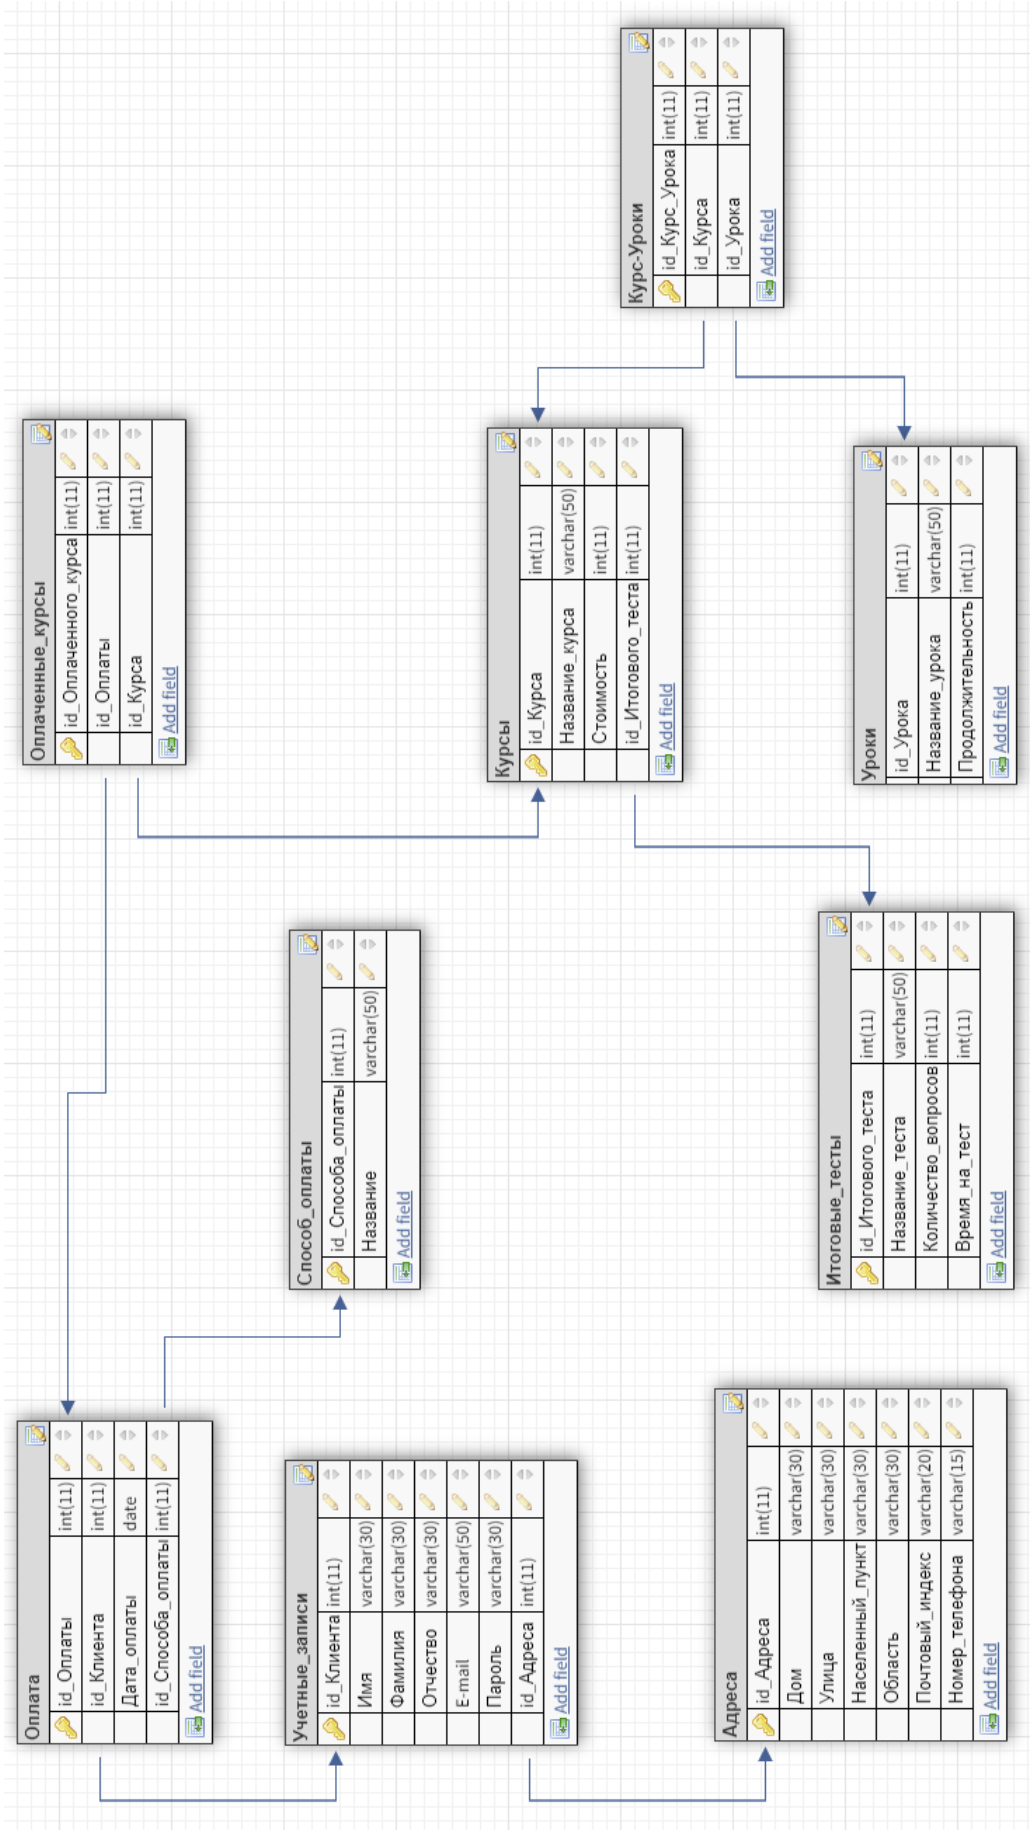 Оплата
id_Оплаты int(11)
id_Клиента int(11)
Дата_оплаты date
id_Способа_оплаты int(11)
Add field
Оплаченные_курсы
id_Оплаченного_курса int(11)
id_Оплаты int(11)
id_Курса int(11)
Add field
Учетные_записи
id_Клиента int(11)
Имя varchar(30)
Фамилия varchar(30)
Отчество varchar(30)
E-mail varchar(50)
Пароль varchar(30)
id_Адреса int(11)
Add field
Способ_оплаты
id_Способа_оплаты int(11)
Название varchar(50)
Add field
Курсы
id_Курса int(11)
Название_курса varchar(50)
Стоимость int(11)
id_Итогового_теста int(11)
Add field
Курс-Уроки
id_Курс_Урока int(11)
id_Курса int(11)
id_Урока int(11)
Add field
Адреса
id_Адреса int(11)
Дом varchar(30)
Улица varchar(30)
Населенный_пункт varchar(30)
Область varchar(30)
Почтовый_индекс varchar(20)
Номер_телефона varchar(15)
Add field
Итоговые_тесты
id_Итогового_теста int(11)
Название_теста varchar(50)
Количество_вопросов int(11)
Время_на_тест int(11)
Add field
Уроки
id_Урока int(11)
Название_урока varchar(50)
Продолжительность int(11)
Add field